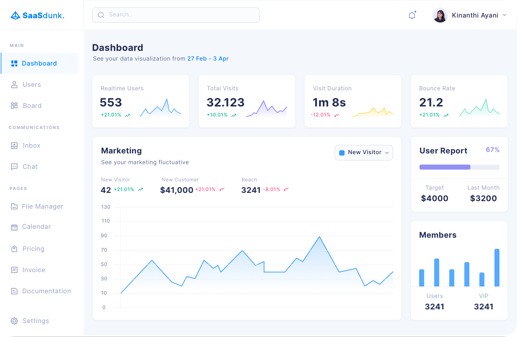 SaaSdunk.
Search..
Kinanthi Ayani
MAIN
Dashboard
Users
Board
COMMUNICATIONS
Inbox
Chat
PAGES
File Manager
Calendar
Pricing
Invoice
Documentation
Settings
Dashboard
See your data visualization from 27 Feb - 3 Apr
Realtime Users
553
+21.01%
Total Visits
32.123
+10.01%
Visit Duration
1m 8s
-12.01%
Bounce Rate
21.2
+21.01%
Marketing
See your marketing fluctuative
New Visitor
New Visitor
42 +21.01%
New Customer
$41,000 +21.01%
Reach
3241 -8.01%
130
110
80
70
50
30
10
0
User Report
67%
Target
$4000
Last Month
$3200
Members
Users
3241
VIP
3241